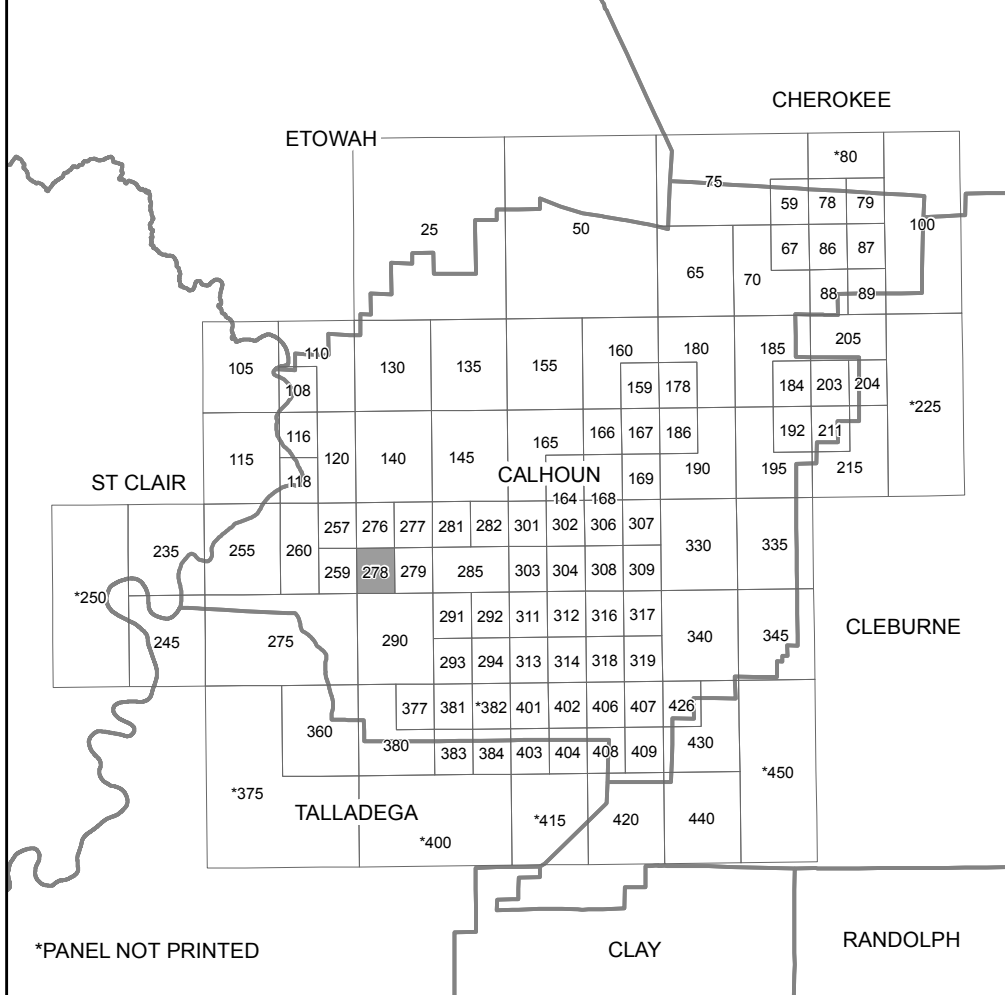 CHEROKEE
ETOWAH
*80
75
59 78 79
25 50 100
67 86 87
65 70
88 89
110 205
105 130 135 155 160 180 185
108 159 178 184 203 204
*225
116 166 167 186 192 211
115 120 140 145 165 190 195 215
CALHOUN
ST CLAIR 118 169
164 168
257 276 277 281 282 301 302 306 307
235 255 260 330 335
259 278 279 285 303 304 308 309
*250
291 292 311 312 316 317
245 275 290 340 345 CLEBURNE
293 294 313 314 318 319
377 381 *382 401 402 406 407 426
360 380 430
383 384 403 404 408 409
*375 *450
TALLADEGA *415 420 440
*400
*PANEL NOT PRINTED CLAY RANDOLPH